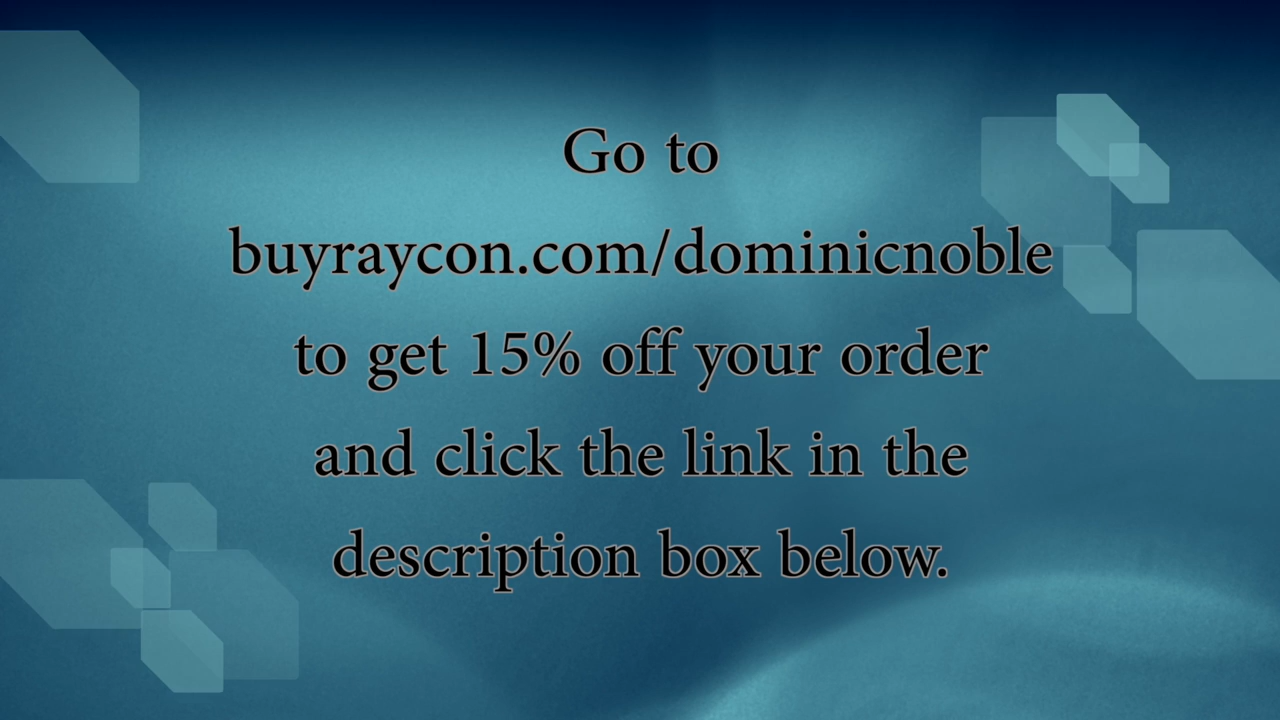 Go to
buyraycon.com/dominicnoble
to get 15% off your order
and click the link in the
description box below.